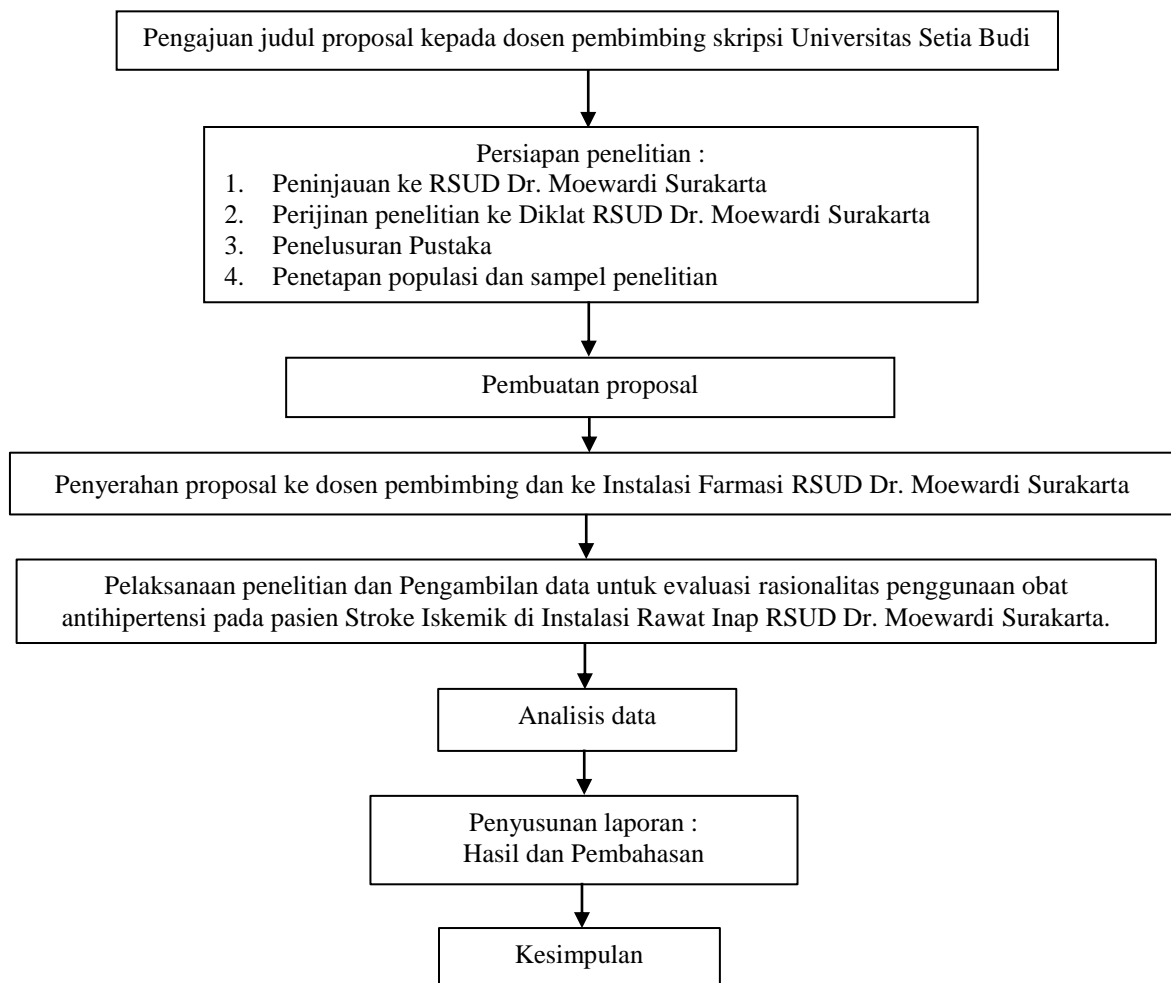 Pengajuan judul proposal kepada dosen pembimbing skripsi Universitas Setia Budi
Persiapan penelitian :
1. Peninjauan ke RSUD Dr. Moewardi Surakarta
2. Perijinan penelitian ke Diklat RSUD Dr. Moewardi Surakarta
3. Penelusuran Pustaka
4. Penetapan populasi dan sampel penelitian
Pembuatan proposal
Penyerahan proposal ke dosen pembimbing dan ke Instalasi Farmasi RSUD Dr. Moewardi Surakarta
Pelaksanaan penelitian dan Pengambilan data untuk evaluasi rasionalitas penggunaan obat
antihipertensi pada pasien Stroke Iskemik di Instalasi Rawat Inap RSUD Dr. Moewardi Surakarta.
Analisis data
Penyusunan laporan :
Hasil dan Pembahasan
Kesimpulan